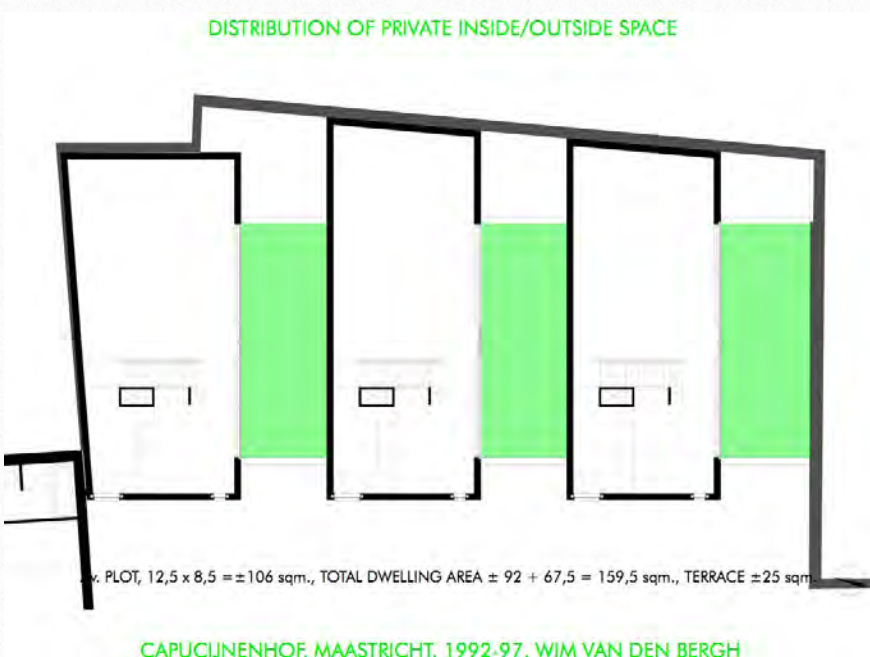 DISTRIBUTION OF PRIVATE INSIDE/OUTSIDE SPACE
v. PLOT, 12,5 x 8,5 =±106 sqm., TOTAL DWELLING AREA ± 92 + 67,5 = 159,5 sqm., TERRACE ±25 sqm.
CAPUCIJNENHOF, MAASTRICHT, 1992-97, WIM VAN DEN BERGH